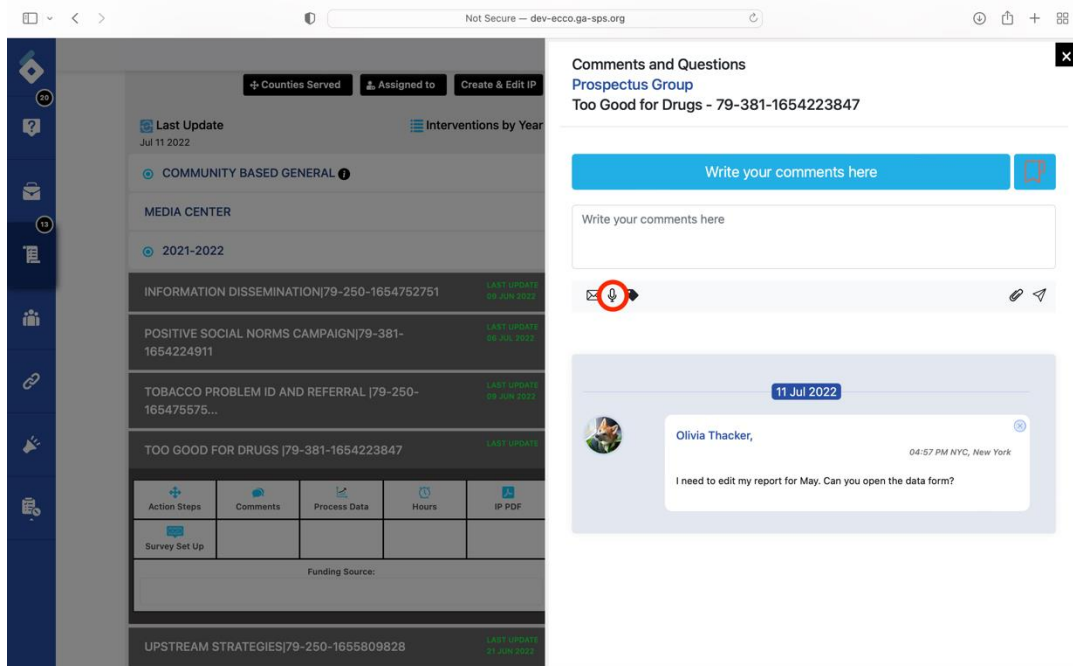 Not Secure — dev-ecco.ga-sps.org
20
13
Counties Served
Assigned to
Create & Edit IP
Last Update
Jul 11 2022
Interventions by Year
COMMUNITY BASED GENERAL
MEDIA CENTER
2021-2022
INFORMATION DISSEMINATION|79-250-1654752751
LAST UPDATE
08 JUN 2022
POSITIVE SOCIAL NORMS CAMPAIGN|79-381-
1654224911
LAST UPDATE
06 JUL 2022
TOBACCO PROBLEM ID AND REFERRAL |79-250-
165475575...
LAST UPDATE
09 JUN 2022
TOO GOOD FOR DRUGS |79-381-1654223847
LAST UPDATE
Action Steps
Comments
Process Data
Hours
IP PDF
Survey Set Up
Funding Source:
UPSTREAM STRATEGIES|79-250-1655809828
LAST UPDATE
21 JUN 2022
Comments and Questions
Prospectus Group
Too Good for Drugs - 79-381-1654223847
x
Write your comments here
Write your comments here
11 Jul 2022
Olivia Thacker,
04:57 PM NYC, New York
I need to edit my report for May. Can you open the data form?